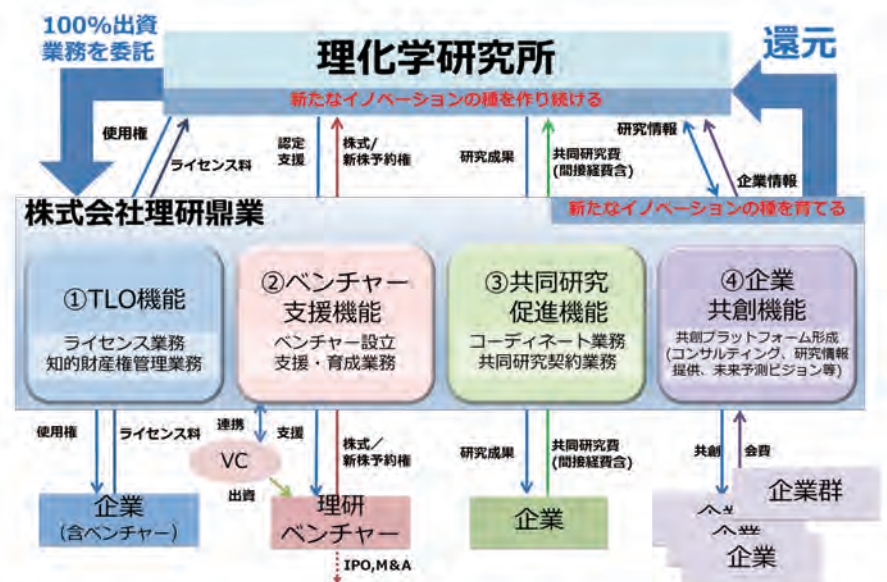 100%出資
業務を委託
理化学研究所
還元
新たなイノベーションの種を作り続ける
使用権
ライセンス料
認定
支援
株式/
新株予約権
研究成果
共同研究費
(間接経費含)
研究情報
企業情報
株式会社理研鼎業
新たなイノベーションの種を育てる
①TLO機能
ライセンス業務
知的財産権管理業務
②ベンチャー
支援機能
ベンチャー設立
支援・育成業務
③共同研究
促進機能
コーディネート業務
共同研究契約業務
④企業
共創機能
共創プラットフォーム形成
(コンサルティング、研究情報
提供、未来予測ビジョン等)
使用権
ライセンス料
連携
支援
株式/
新株予約権
研究成果
共同研究費
(間接経費含)
共創
会費
VC
出資
企業
(含ベンチャー)
理研
ベンチャー
企業
企業群
企業
IPO,M&A